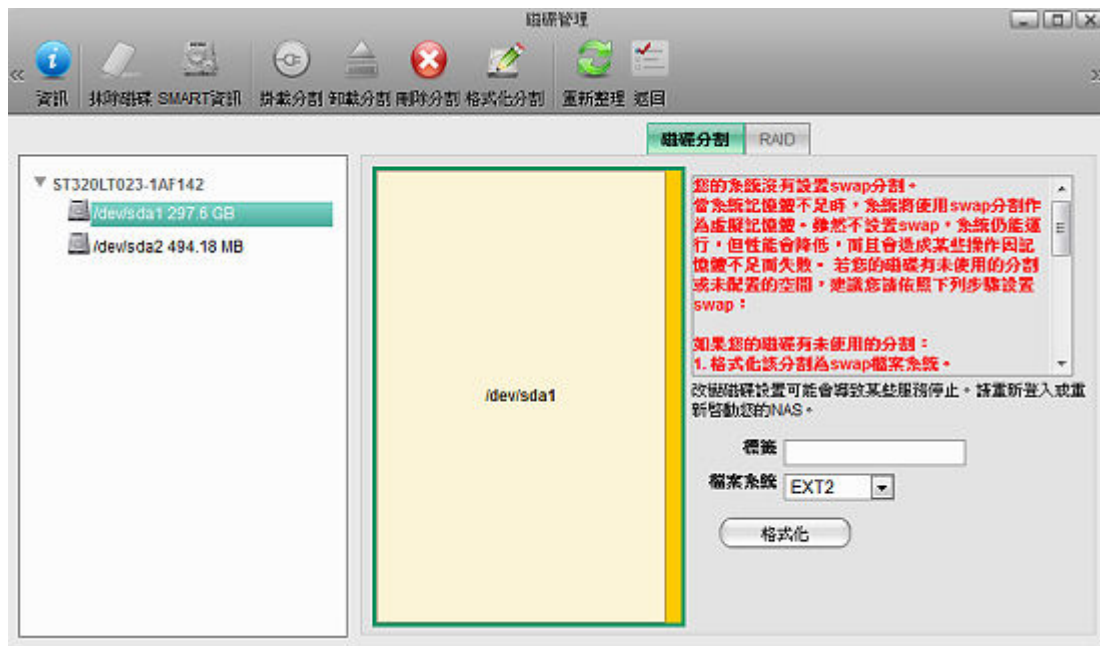 磁碟管理
資訊 抹除磁碟 SMART資訊 掛載分割 卸載分割 刪除分割 格式化分割 重新整理 返回
磁碟分割 RAID
ST320LT023-1AF142
/dev/sda1 297.6 GB
/dev/sda2 494.18 MB
/dev/sda1
您的系統沒有設置swap分割。
當系統記憶體不足時，系統將使用swap分割作
為虛擬記憶體。雖然不設置swap，系統仍能運
行，但性能會降低，而且會造成某些操作因記
憶體不足而失敗。 若您的磁碟有未使用的分割
或未配置的空間，建議您請依照下列步驟設置
swap：
如果您的磁碟有未使用的分割：
1. 格式化該分割為swap檔案系統。
改變磁碟設置可能會導致某些服務停止。請重新登入或重
新啓動您的NAS。
標籤
檔案系統 EXT2
格式化